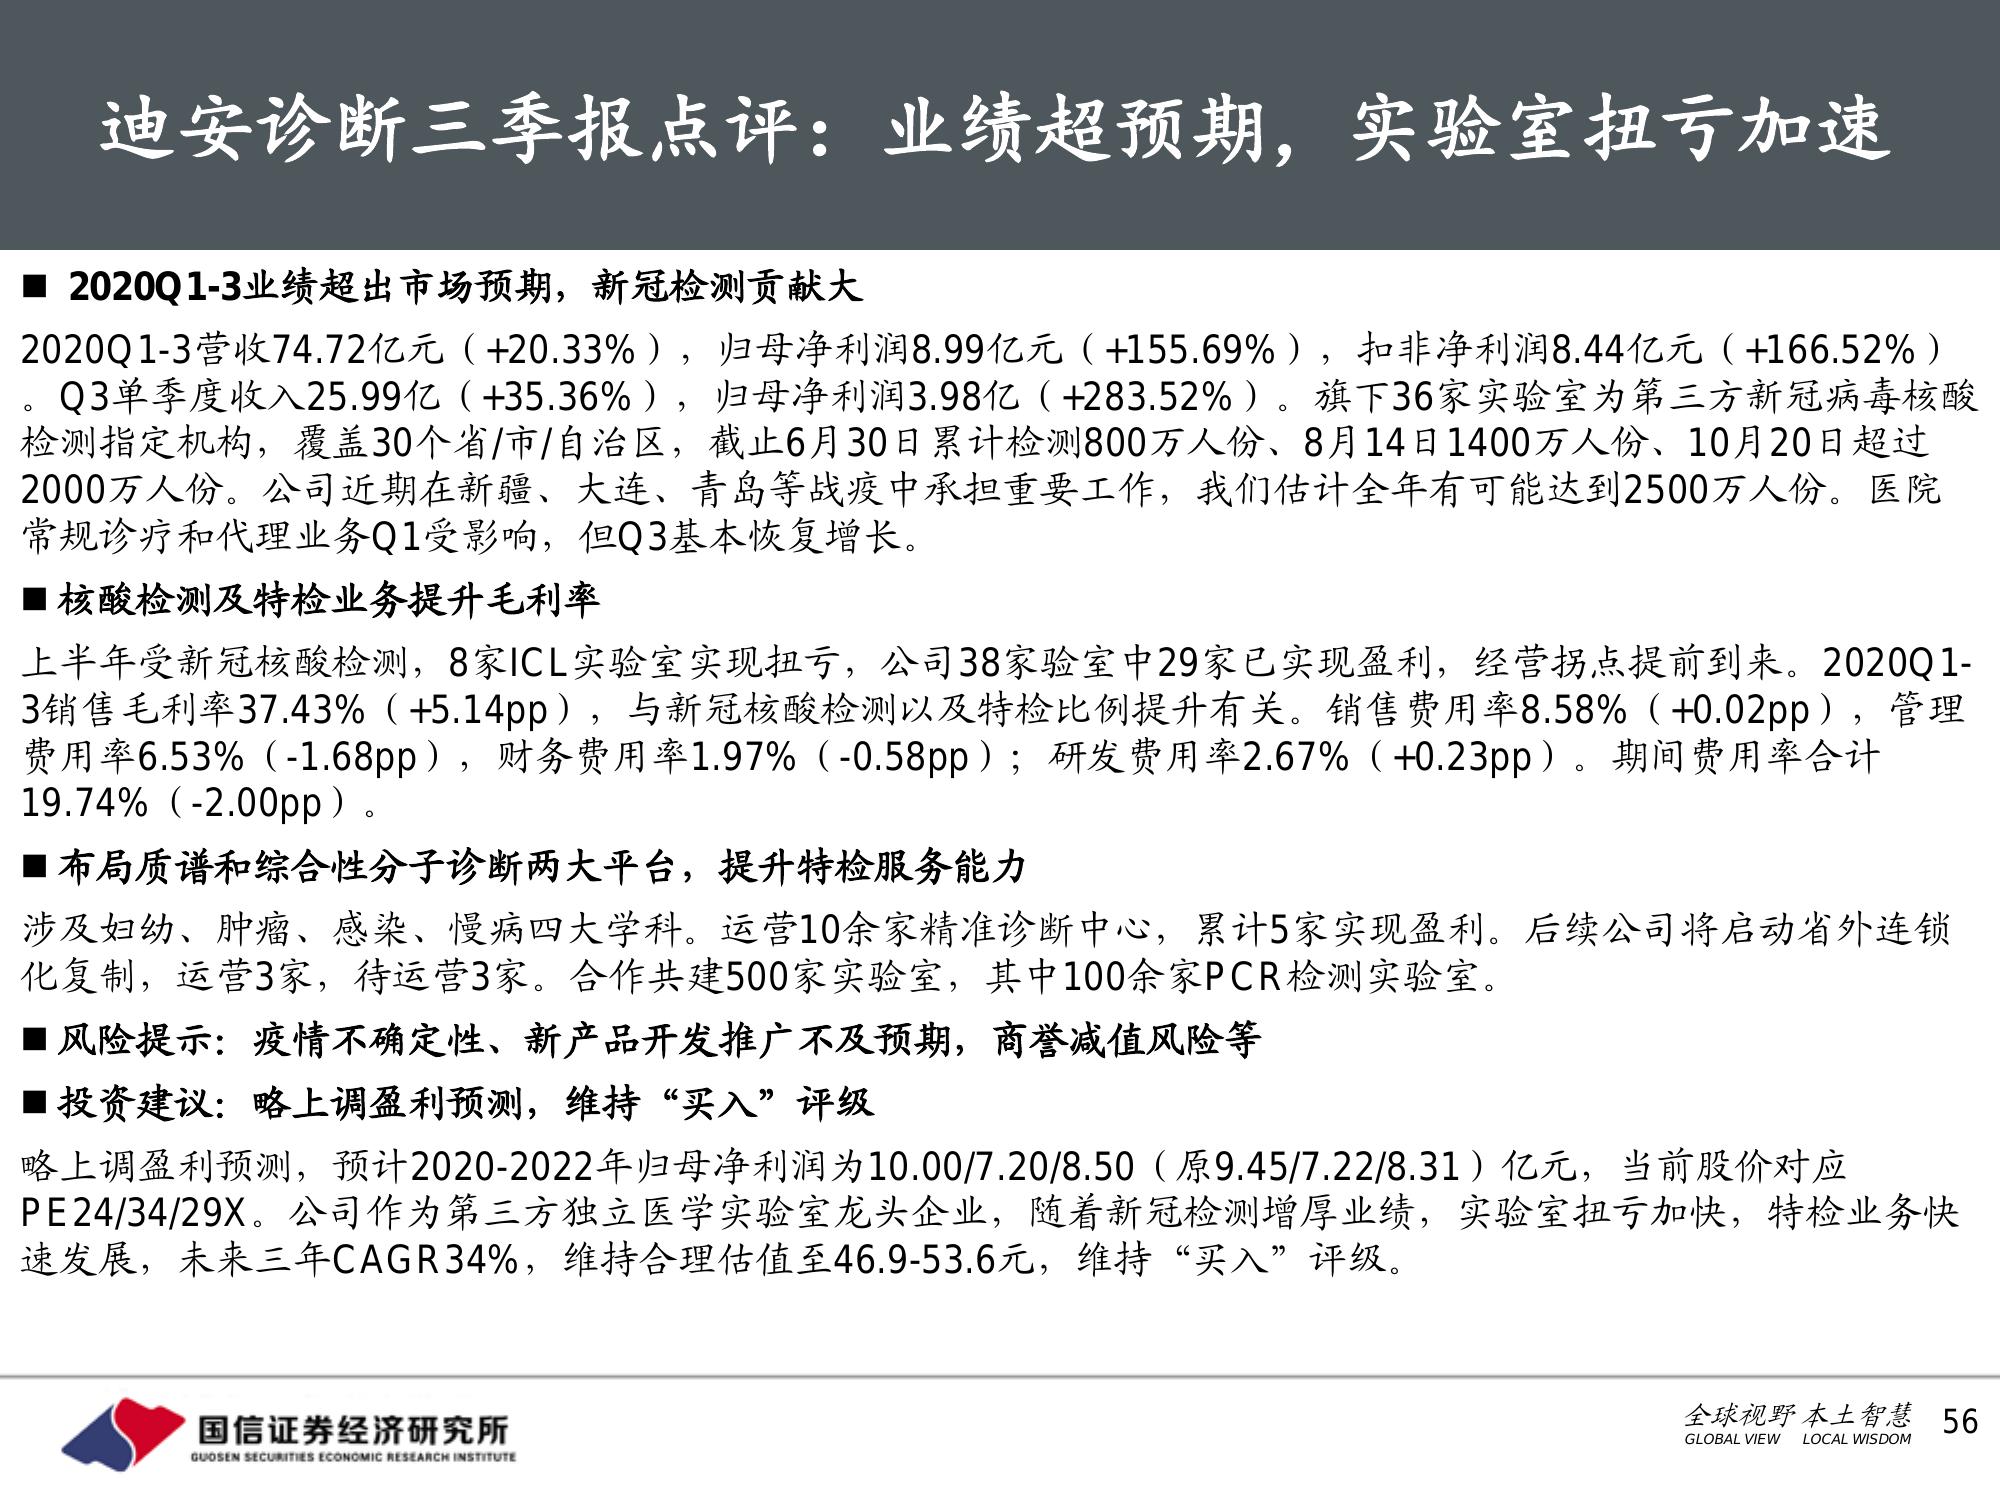 迪安诊断三季报点评：业绩超预期，实验室扭亏加速
■ 2020Q1-3业绩超出市场预期，新冠检测贡献大
2020Q1-3营收74.72亿元（+20.33%），归母净利润8.99亿元（+155.69%），扣非净利润8.44亿元（+166.52%）
。Q3单季度收入25.99亿（+35.36%），归母净利润3.98亿（+283.52%）。旗下36家实验室为第三方新冠病毒核酸
检测指定机构，覆盖30个省/市/自治区，截止6月30日累计检测800万人份、8月14日1400万人份、10月20日超过
2000万人份。公司近期在新疆、大连、青岛等战疫中承担重要工作，我们估计全年有可能达到2500万人份。医院
常规诊疗和代理业务Q1受影响，但Q3基本恢复增长。
■ 核酸检测及特检业务提升毛利率
上半年受新冠核酸检测，8家ICL实验室实现扭亏，公司38家验室中29家已实现盈利，经营拐点提前到来。2020Q1-
3销售毛利率37.43%（+5.14pp），与新冠核酸检测以及特检比例提升有关。销售费用率8.58%（+0.02pp），管理
费用率6.53%（-1.68pp），财务费用率1.97%（-0.58pp）；研发费用率2.67%（+0.23pp）。期间费用率合计
19.74%（-2.00pp）。
■ 布局质谱和综合性分子诊断两大平台，提升特检服务能力
涉及妇幼、肿瘤、感染、慢病四大学科。运营10余家精准诊断中心，累计5家实现盈利。后续公司将启动省外连锁
化复制，运营3家，待运营3家。合作共建500家实验室，其中100余家PCR检测实验室。
■ 风险提示：疫情不确定性、新产品开发推广不及预期，商誉减值风险等
■ 投资建议：略上调盈利预测，维持“买入”评级
略上调盈利预测，预计2020-2022年归母净利润为10.00/7.20/8.50（原9.45/7.22/8.31）亿元，当前股价对应
PE24/34/29X。公司作为第三方独立医学实验室龙头企业，随着新冠检测增厚业绩，实验室扭亏加快，特检业务快
速发展，未来三年CAGR34%，维持合理估值至46.9-53.6元，维持“买入”评级。
国信证券经济研究所
GUOSEN SECURITIES ECONOMIC RESEARCH INSTITUTE
全球视野 本土智慧
GLOBAL VIEW LOCAL WISDOM
56